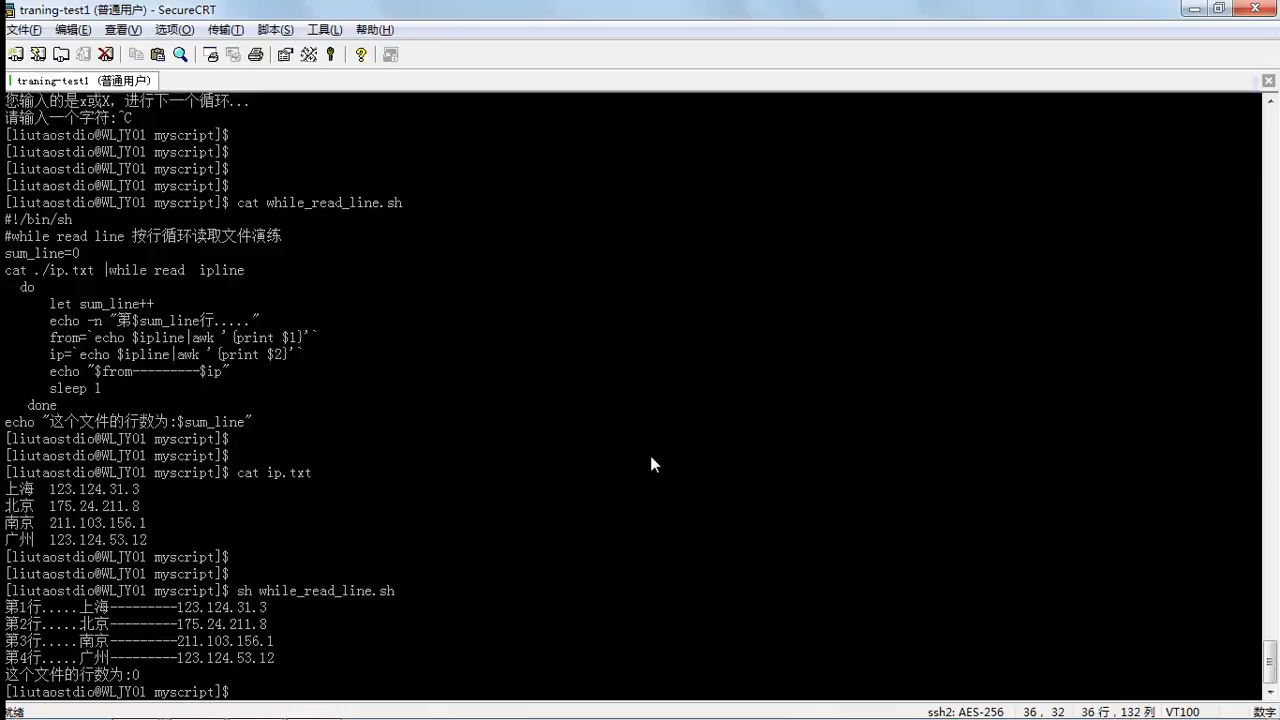 traning-test1 (普通用户) - SecureCRT
文件(F) 编辑(E) 查看(V) 选项(O) 传输(T) 脚本(S) 工具(L) 帮助(H)
traning-test1 (普通用户)
您输入的是x或X，进行下一个循环...
请输入一个字符:^C
[liutaostdio@WLJY01 myscript]$
[liutaostdio@WLJY01 myscript]$
[liutaostdio@WLJY01 myscript]$
[liutaostdio@WLJY01 myscript]$
[liutaostdio@WLJY01 myscript]$ cat while_read_line.sh
#!/bin/sh
#while read line 按行循环读取文件演练
sum_line=0
cat ./ip.txt |while read  ipline
  do
      let sum_line++
      echo -n "第$sum_line行....."
      from=`echo $ipline|awk '{print $1}'`
      ip=`echo $ipline|awk '{print $2}'`
      echo "$from---------$ip"
      sleep 1
   done
echo "这个文件的行数为:$sum_line"
[liutaostdio@WLJY01 myscript]$
[liutaostdio@WLJY01 myscript]$
[liutaostdio@WLJY01 myscript]$ cat ip.txt
上海  123.124.31.3
北京  175.24.211.8
南京  211.103.156.1
广州  123.124.53.12
[liutaostdio@WLJY01 myscript]$
[liutaostdio@WLJY01 myscript]$
[liutaostdio@WLJY01 myscript]$ sh while_read_line.sh
第1行.....上海---------123.124.31.3
第2行.....北京---------175.24.211.8
第3行.....南京---------211.103.156.1
第4行.....广州---------123.124.53.12
这个文件的行数为:0
[liutaostdio@WLJY01 myscript]$
就绪 ssh2: AES-256 36, 32 36 行, 132 列 VT100 数字